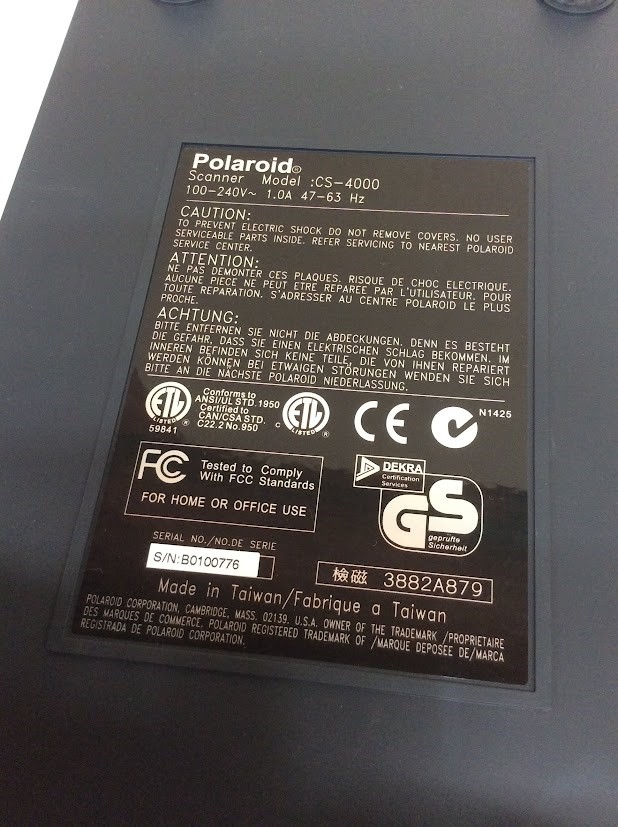 Polaroid®
Scanner Model :CS-4000
100-240V~ 1.0A 47-63 Hz
CAUTION:
TO PREVENT ELECTRIC SHOCK DO NOT REMOVE COVERS. NO USER
SERVICEABLE PARTS INSIDE. REFER SERVICING TO NEAREST POLAROID
SERVICE CENTER.
ATTENTION:
NE PAS DEMONTER CES PLAQUES. RISQUE DE CHOC ELECTRIQUE.
AUCUNE PIECE NE PEUT ETRE REPAREE PAR L'UTILISATEUR. POUR
TOUTE REPARATION. S'ADRESSER AU CENTRE POLAROID LE PLUS
PROCHE.
ACHTUNG:
BITTE ENTFERNEN SIE NICHT DIE ABDECKUNGEN. DENN ES BESTEHT
DIE GEFAHR, DASS SIE EINEN ELEKTRISCHEN SCHLAG BEKOMMEN. IM
INNEREN BEFINDEN SICH KEINE TEILE, DIE VON IHNEN REPARIERT
WERDEN KÖNNEN BEI ETWAIGEN STÖRUNGEN WENDEN SIE SICH
BITTE AN DIE NÄCHSTE POLAROID NIEDERLASSUNG.
ETL
LISTED
®
59841
Conforms to
ANSI/UL STD. 1950
Certified to
CAN/CSA STD.
C22.2 No.950
C
ETL
LISTED
®
CE
N1425
FC
Tested to Comply
With FCC Standards
FOR HOME OR OFFICE USE
DEKRA
Certification
Services
GS
geprufte
Sicherheit
SERIAL NO./NO.DE SERIE
S/N:B0100776
檢磁 3882A879
Made in Taiwan/Fabrique a Taiwan
POLAROID CORPORATION, CAMBRIDGE, MASS. 02139. U.S.A. OWNER OF THE TRADEMARK /PROPRIETAIRE
DES MARQUES DE COMMERCE. POLAROID REGISTERED TRADEMARK OF /MARQUE DEPOSEE DE/MARCA
REGISTRADA DE POLAROID CORPORATION.